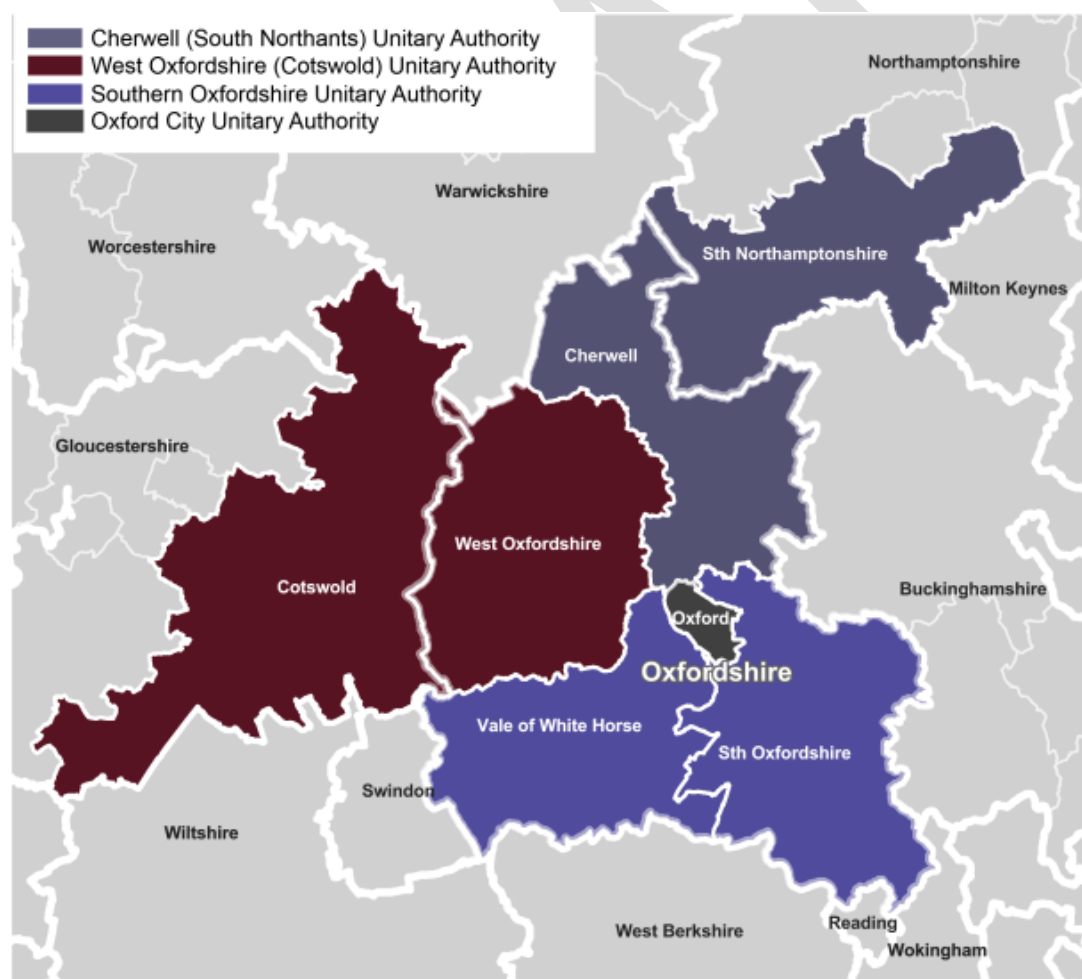 Cherwell (South Northants) Unitary Authority
West Oxfordshire (Cotswold) Unitary Authority
Southern Oxfordshire Unitary Authority
Oxford City Unitary Authority
Northamptonshire
Warwickshire
Worcestershire
Sth Northamptonshire
Milton Keynes
Cherwell
Gloucestershire
West Oxfordshire
Cotswold
Buckinghamshire
Oxford
Oxfordshire
Vale of White Horse
Sth Oxfordshire
Swindon
Wiltshire
Reading
West Berkshire
Wokingham